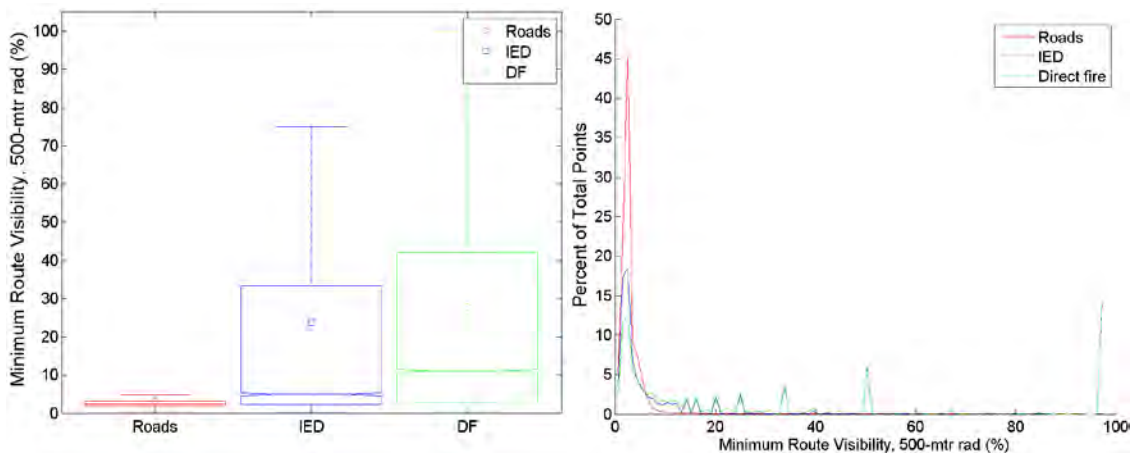 Minimum Route Visibility, 500-mtr rad (%)
100
90
80
70
60
50
40
30
20
10
0
Roads
IED
DF
Roads
IED
DF
Percent of Total Points
50
45
40
35
30
25
20
15
10
5
0
Roads
IED
Direct fire
0
20
40
60
80
100
Minimum Route Visibility, 500-mtr rad (%)